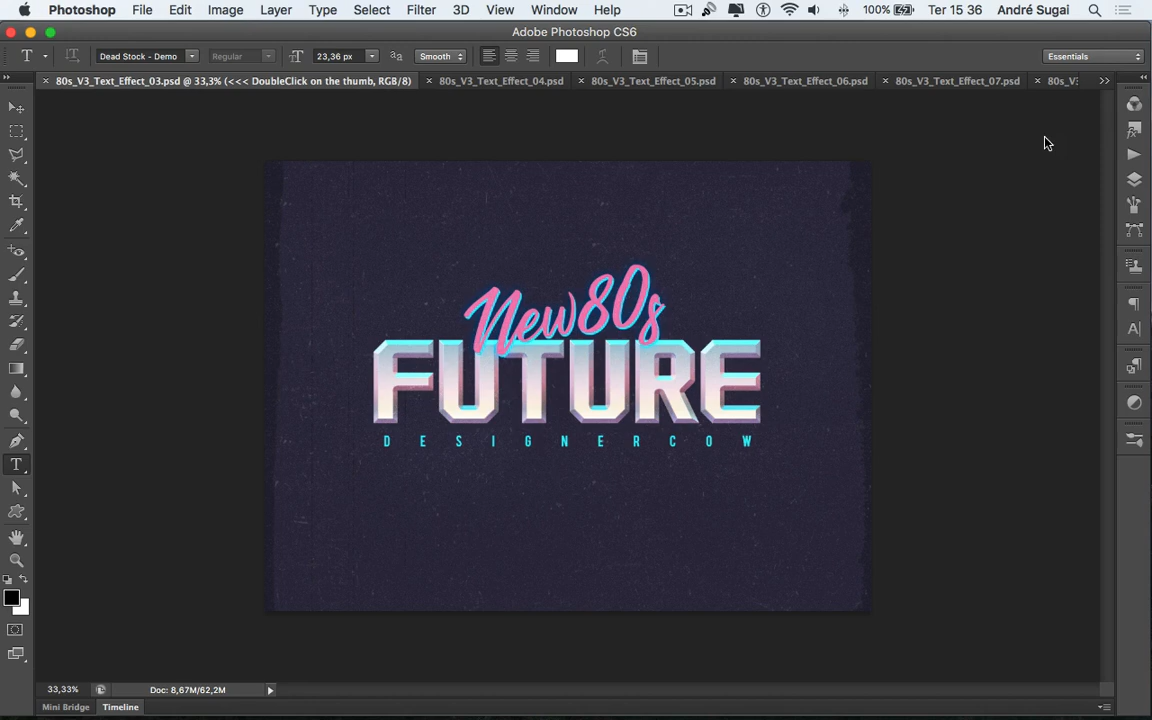 Photoshop File Edit Image Layer Type Select Filter 3D View Window Help 100% Ter 15 36 André Sugai
Adobe Photoshop CS6
T Dead Stock - Demo Regular 23,36 px Smooth Essentials
80s_V3_Text_Effect_03.psd @ 33,3% (<<< DoubleClick on the thumb, RGB/8) 80s_V3_Text_Effect_04.psd 80s_V3_Text_Effect_05.psd 80s_V3_Text_Effect_06.psd 80s_V3_Text_Effect_07.psd
New 80s
FUTURE
DESIGNERCOW
33,33% Doc: 8,67M/62,2M
Mini Bridge Timeline